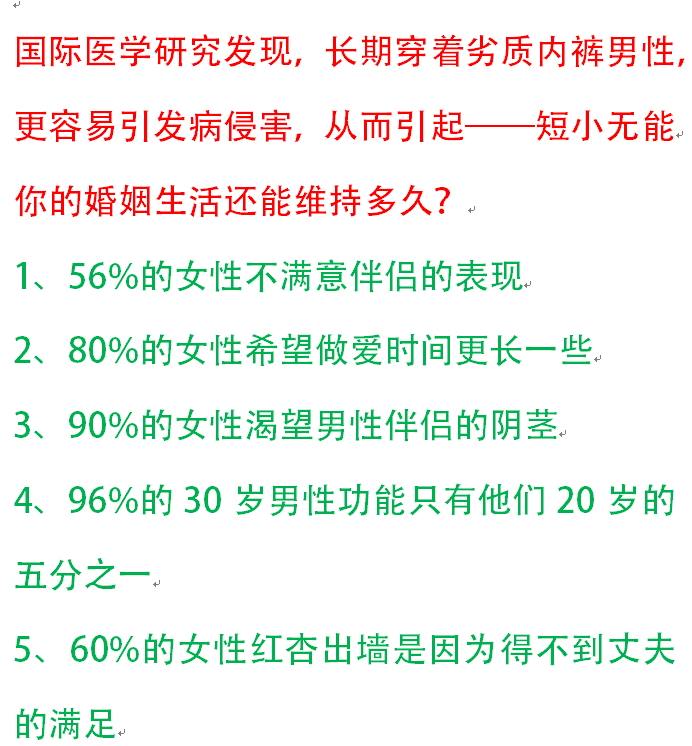 国际医学研究发现，长期穿着劣质内裤男性，
更容易引发病侵害，从而引起——短小无能
你的婚姻生活还能维持多久？
1、56%的女性不满意伴侣的表现
2、80%的女性希望做爱时间更长一些
3、90%的女性渴望男性伴侣的阴茎
4、96%的 30 岁男性功能只有他们 20 岁的
五分之一
5、60%的女性红杏出墙是因为得不到丈夫
的满足